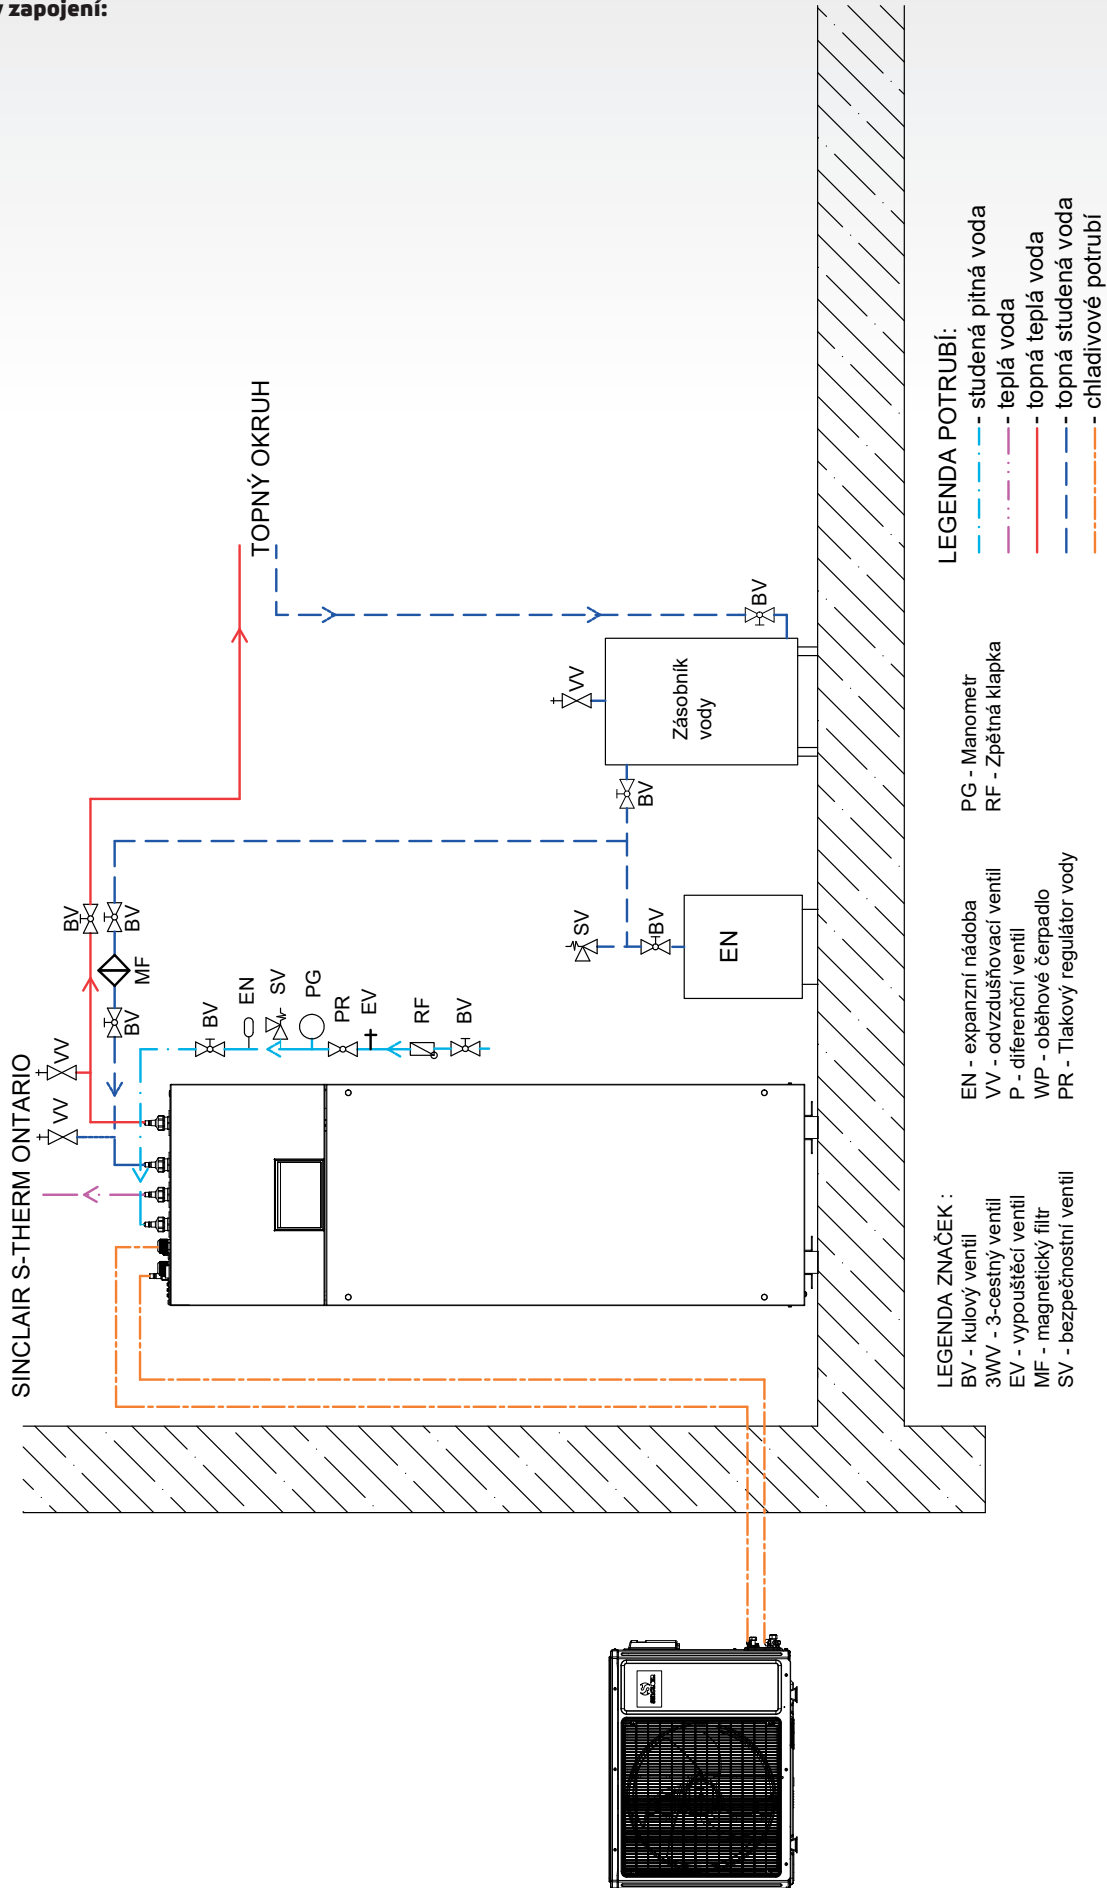 v zapojení:
SINCLAIR S-THERM ONTARIO
VV
VV
BV
BV
BV
MF
TOPNÝ OKRUH
BV
EN
SV
PG
PR
EV
RF
BV
SV
BV
EN
BV
VV
Zásobník
vody
BV
LEGENDA ZNAČEK :
BV - kulový ventil
3WV - 3-cestný ventil
EV - vypouštěcí ventil
MF - magnetický filtr
SV - bezpečnostní ventil
EN - expanzní nádoba
VV - odvzdušňovací ventil
P - diferenční ventil
WP - oběhové čerpadlo
PR - Tlakový regulátor vody
PG - Manometr
RF - Zpětná klapka
LEGENDA POTRUBÍ:
- studená pitná voda
- teplá voda
- topná teplá voda
- topná studená voda
- chladivové potrubí